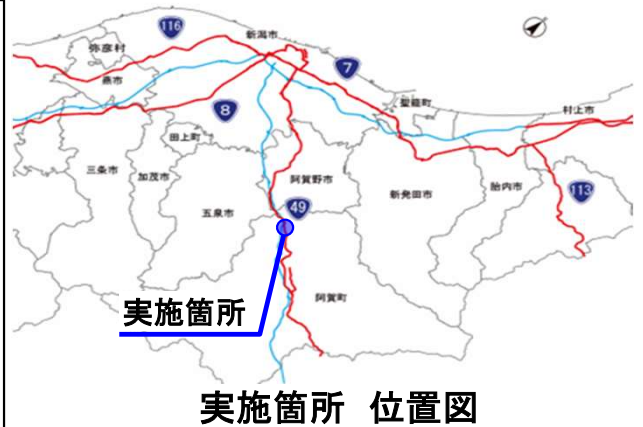 116
新潟市
弥彦村
7
燕市
8
聖籠町
村上市
田上町
三条市
加茂市
阿賀野市
新発田市
胎内市
113
五泉市
49
阿賀町
実施箇所
実施箇所 位置図